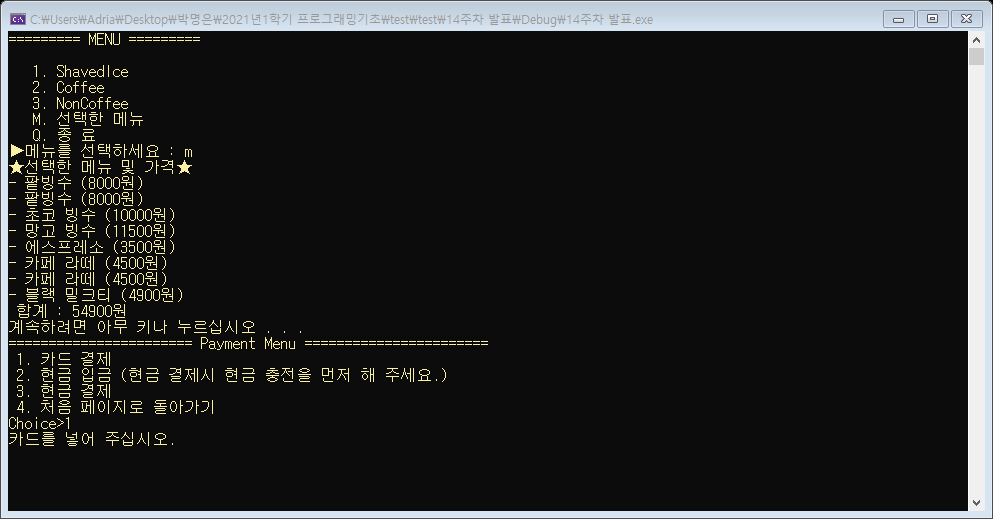 C:\Users\Adria\Desktop\박명은\2021년1학기 프로그래밍기초\test\test\14주차 발표\Debug\14주차 발표.exe
========= MENU =========
1. ShavedIce
2. Coffee
3. NonCoffee
M. 선택한 메뉴
Q. 종 료
▶메뉴를 선택하세요 : m
★선택한 메뉴 및 가격★
- 팥빙수 (8000원)
- 팥빙수 (8000원)
- 초코 빙수 (10000원)
- 망고 빙수 (11500원)
- 에스프레소 (3500원)
- 카페 라떼 (4500원)
- 카페 라떼 (4500원)
- 블랙 밀크티 (4900원)
합계 : 54900원
계속하려면 아무 키나 누르십시오 . . .
======================= Payment Menu =======================
1. 카드 결제
2. 현금 입금 (현금 결제시 현금 충전을 먼저 해 주세요.)
3. 현금 결제
4. 처음 페이지로 돌아가기
Choice>1
카드를 넣어 주십시오.